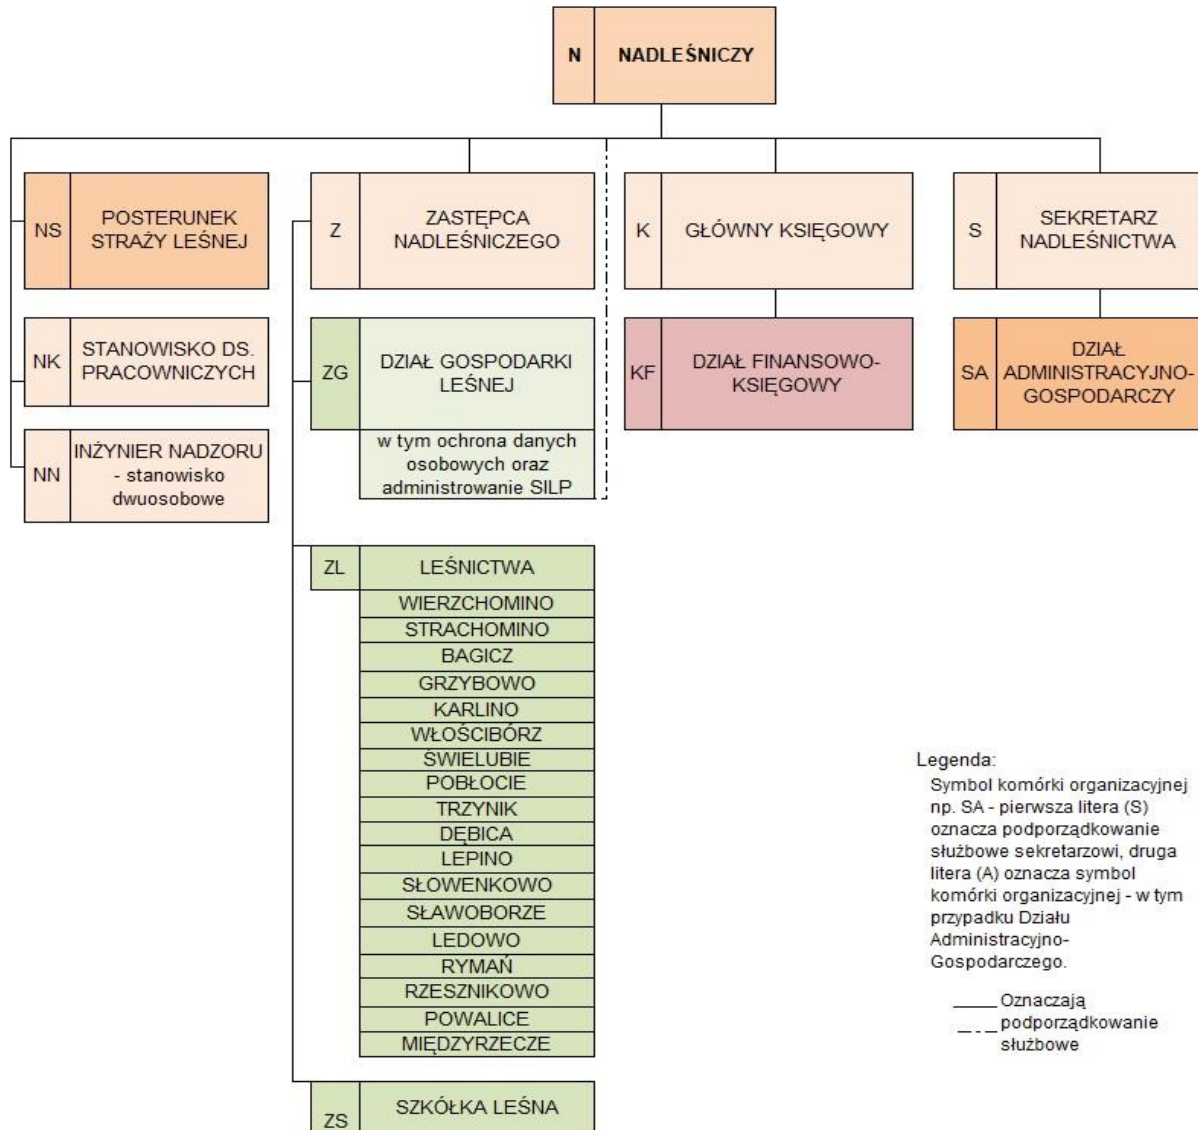 N NADLEŚNICZY
NS POSTERUNEK
STRAŻY LEŚNEJ
Z ZASTĘPCA
NADLEŚNICZEGO
K GŁÓWNY KSIĘGOWY
S SEKRETARZ
NADLEŚNICTWA
NK STANOWISKO DS.
PRACOWNICZYCH
ZG DZIAŁ GOSPODARKI
LEŚNEJ
w tym ochrona danych
osobowych oraz
administrowanie SILP
KF DZIAŁ FINANSOWO-
KSIĘGOWY
SA DZIAŁ
ADMINISTRACYJNO-
GOSPODARCZY
NN INŻYNIER NADZORU
- stanowisko
dwuosobowe
ZL LEŚNICTWA
WIERZCHOMINO
STRACHOMINO
BAGICZ
GRZYBOWO
KARLINO
WŁOŚCIBÓRZ
ŚWIELUBIE
POBŁOCIE
TRZYNIK
DĘBICA
LEPINO
SŁOWENKOWO
SŁAWOBORZE
LEDOWO
RYMAŃ
RZESZNIKOWO
POWALICE
MIĘDZYRZECZE
ZS SZKÓŁKA LEŚNA
Legenda:
Symbol komórki organizacyjnej
np. SA - pierwsza litera (S)
oznacza podporządkowanie
służbowe sekretarzowi, druga
litera (A) oznacza symbol
komórki organizacyjnej - w tym
przypadku Działu
Administracyjno-
Gospodarczego.
Oznaczają
podporządkowanie
służbowe